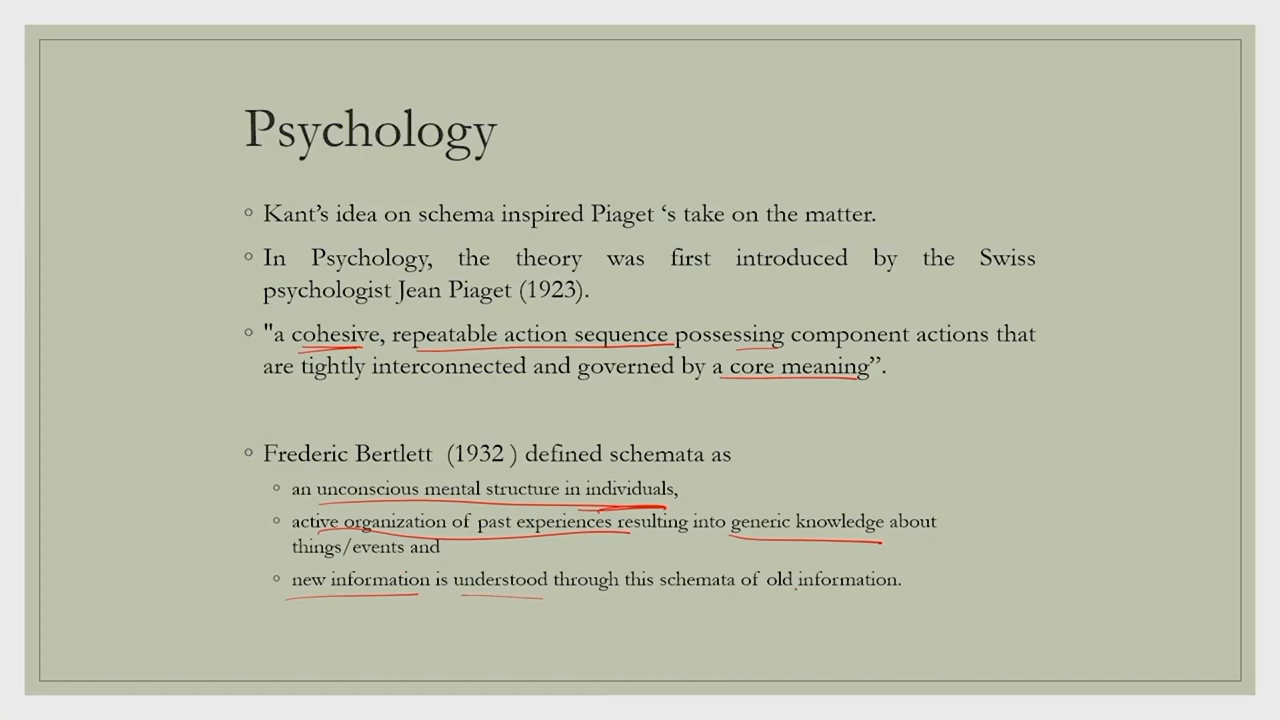 Psychology
◦ Kant’s idea on schema inspired Piaget ‘s take on the matter.
◦ In Psychology, the theory was first introduced by the Swiss
psychologist Jean Piaget (1923).
◦ "a cohesive, repeatable action sequence possessing component actions that
are tightly interconnected and governed by a core meaning”.
◦ Frederic Bertlett (1932 ) defined schemata as
◦ an unconscious mental structure in individuals,
◦ active organization of past experiences resulting into generic knowledge about
things/events and
◦ new information is understood through this schemata of old information.